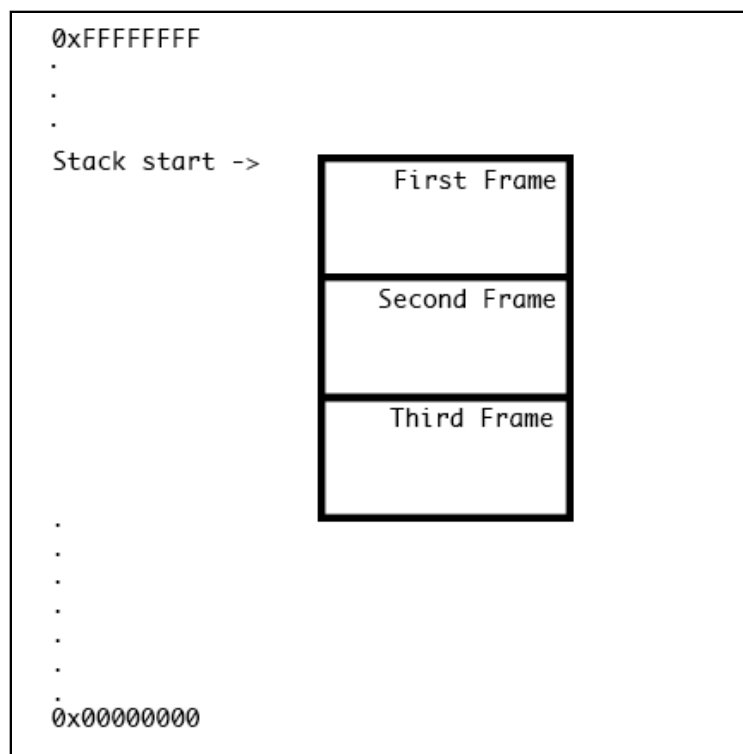 0xFFFFFFFF
.
.
.
Stack start ->
First Frame
Second Frame
Third Frame
.
.
.
.
.
.
.
0x00000000